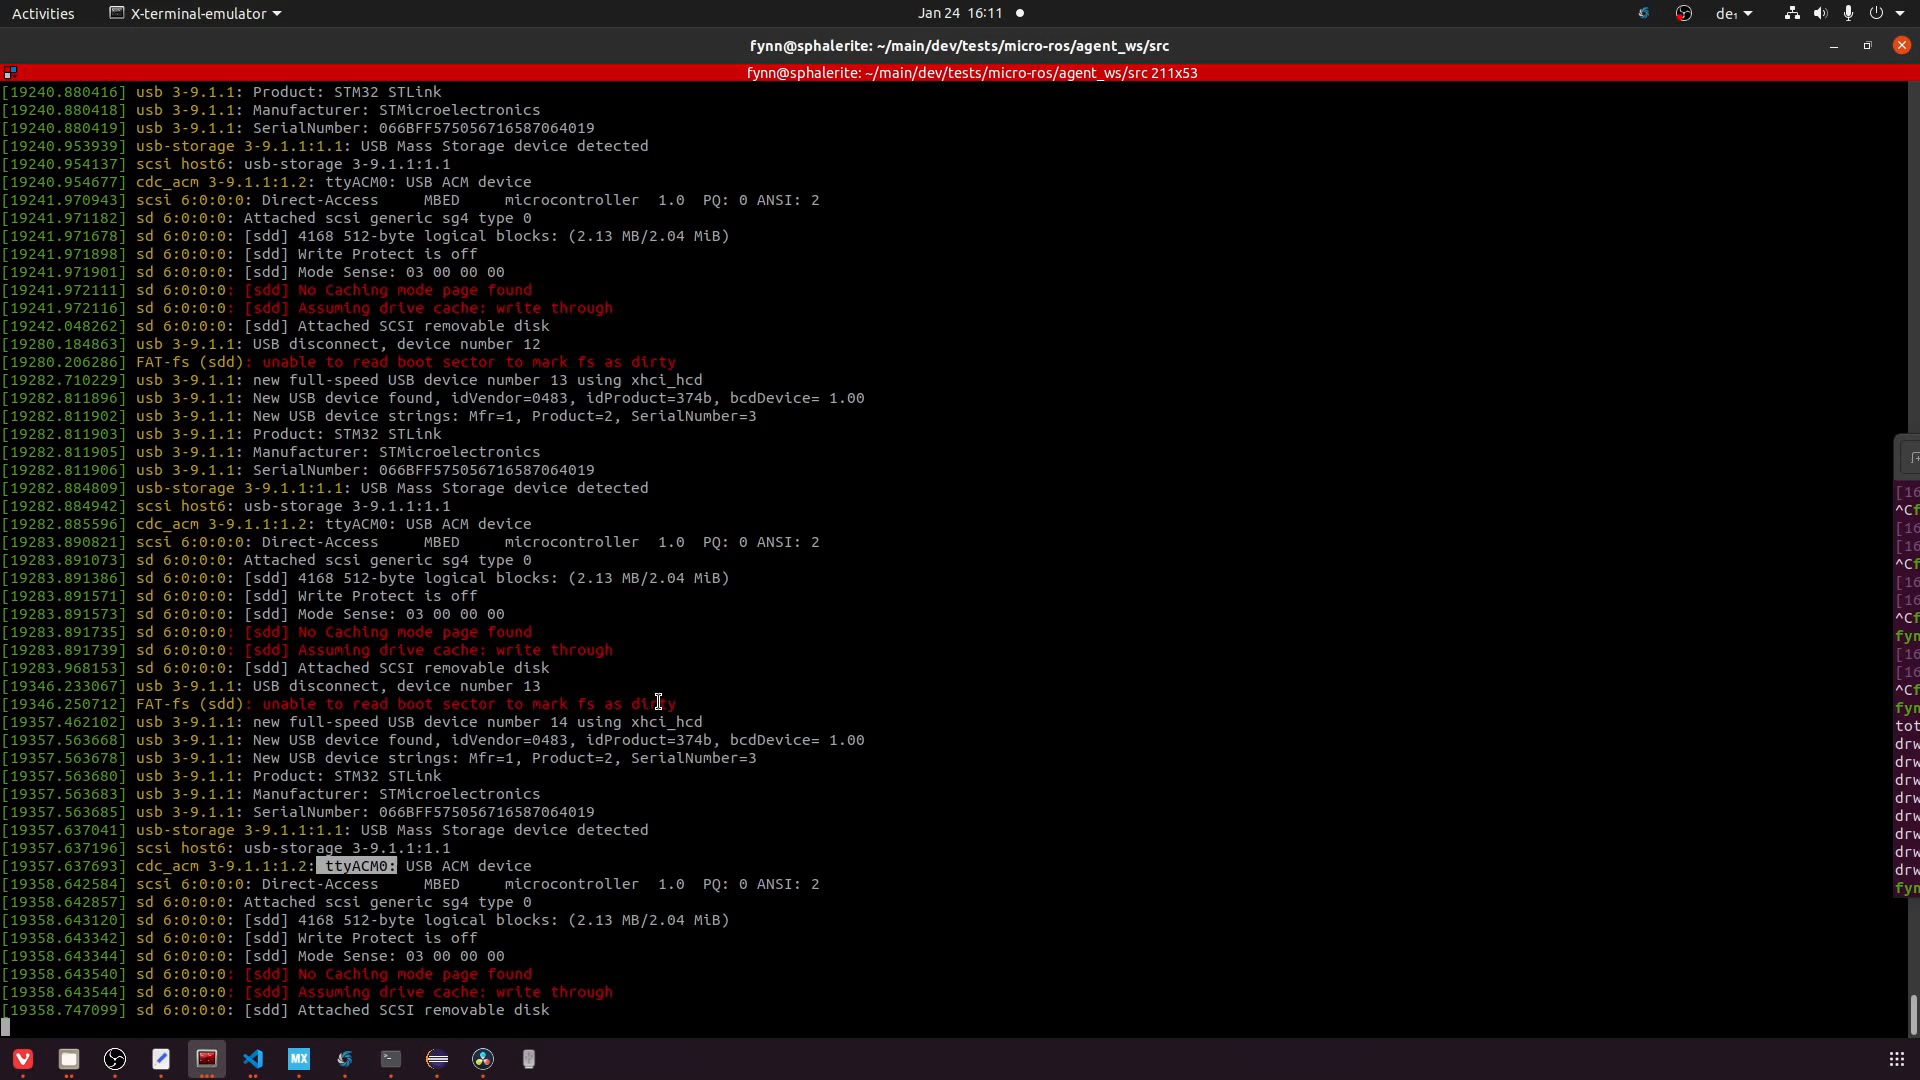 Activities X-terminal-emulator Jan 24 16:11 de₁
fynn@sphalerite: ~/main/dev/tests/micro-ros/agent_ws/src
fynn@sphalerite: ~/main/dev/tests/micro-ros/agent_ws/src 211x53
[19240.880416] usb 3-9.1.1: Product: STM32 STLink
[19240.880418] usb 3-9.1.1: Manufacturer: STMicroelectronics
[19240.880419] usb 3-9.1.1: SerialNumber: 066BFF575056716587064019
[19240.953939] usb-storage 3-9.1.1:1.1: USB Mass Storage device detected
[19240.954137] scsi host6: usb-storage 3-9.1.1:1.1
[19240.954677] cdc_acm 3-9.1.1:1.2: ttyACM0: USB ACM device
[19241.970943] scsi 6:0:0:0: Direct-Access     MBED     microcontroller  1.0  PQ: 0 ANSI: 2
[19241.971182] sd 6:0:0:0: Attached scsi generic sg4 type 0
[19241.971678] sd 6:0:0:0: [sdd] 4168 512-byte logical blocks: (2.13 MB/2.04 MiB)
[19241.971898] sd 6:0:0:0: [sdd] Write Protect is off
[19241.971901] sd 6:0:0:0: [sdd] Mode Sense: 03 00 00 00
[19241.972111] sd 6:0:0:0: [sdd] No Caching mode page found
[19241.972116] sd 6:0:0:0: [sdd] Assuming drive cache: write through
[19242.048262] sd 6:0:0:0: [sdd] Attached SCSI removable disk
[19280.184863] usb 3-9.1.1: USB disconnect, device number 12
[19280.206286] FAT-fs (sdd): unable to read boot sector to mark fs as dirty
[19282.710229] usb 3-9.1.1: new full-speed USB device number 13 using xhci_hcd
[19282.811896] usb 3-9.1.1: New USB device found, idVendor=0483, idProduct=374b, bcdDevice= 1.00
[19282.811902] usb 3-9.1.1: New USB device strings: Mfr=1, Product=2, SerialNumber=3
[19282.811903] usb 3-9.1.1: Product: STM32 STLink
[19282.811905] usb 3-9.1.1: Manufacturer: STMicroelectronics
[19282.811906] usb 3-9.1.1: SerialNumber: 066BFF575056716587064019
[19282.884809] usb-storage 3-9.1.1:1.1: USB Mass Storage device detected
[19282.884942] scsi host6: usb-storage 3-9.1.1:1.1
[19282.885596] cdc_acm 3-9.1.1:1.2: ttyACM0: USB ACM device
[19283.890821] scsi 6:0:0:0: Direct-Access     MBED     microcontroller  1.0  PQ: 0 ANSI: 2
[19283.891073] sd 6:0:0:0: Attached scsi generic sg4 type 0
[19283.891386] sd 6:0:0:0: [sdd] 4168 512-byte logical blocks: (2.13 MB/2.04 MiB)
[19283.891571] sd 6:0:0:0: [sdd] Write Protect is off
[19283.891573] sd 6:0:0:0: [sdd] Mode Sense: 03 00 00 00
[19283.891735] sd 6:0:0:0: [sdd] No Caching mode page found
[19283.891739] sd 6:0:0:0: [sdd] Assuming drive cache: write through
[19283.968153] sd 6:0:0:0: [sdd] Attached SCSI removable disk
[19346.233067] usb 3-9.1.1: USB disconnect, device number 13
[19346.250712] FAT-fs (sdd): unable to read boot sector to mark fs as dirty
[19357.462102] usb 3-9.1.1: new full-speed USB device number 14 using xhci_hcd
[19357.563668] usb 3-9.1.1: New USB device found, idVendor=0483, idProduct=374b, bcdDevice= 1.00
[19357.563678] usb 3-9.1.1: New USB device strings: Mfr=1, Product=2, SerialNumber=3
[19357.563680] usb 3-9.1.1: Product: STM32 STLink
[19357.563683] usb 3-9.1.1: Manufacturer: STMicroelectronics
[19357.563685] usb 3-9.1.1: SerialNumber: 066BFF575056716587064019
[19357.637041] usb-storage 3-9.1.1:1.1: USB Mass Storage device detected
[19357.637196] scsi host6: usb-storage 3-9.1.1:1.1
[19357.637693] cdc_acm 3-9.1.1:1.2: ttyACM0: USB ACM device
[19358.642584] scsi 6:0:0:0: Direct-Access     MBED     microcontroller  1.0  PQ: 0 ANSI: 2
[19358.642857] sd 6:0:0:0: Attached scsi generic sg4 type 0
[19358.643120] sd 6:0:0:0: [sdd] 4168 512-byte logical blocks: (2.13 MB/2.04 MiB)
[19358.643342] sd 6:0:0:0: [sdd] Write Protect is off
[19358.643344] sd 6:0:0:0: [sdd] Mode Sense: 03 00 00 00
[19358.643540] sd 6:0:0:0: [sdd] No Caching mode page found
[19358.643544] sd 6:0:0:0: [sdd] Assuming drive cache: write through
[19358.747099] sd 6:0:0:0: [sdd] Attached SCSI removable disk
[16
^Cf
[16
[16
^Cf
[16
[16
^Cf
fyn
[16
[16
^Cf
fyn
tot
drw
drw
drw
drw
drw
drw
drw
drw
fyn
MX